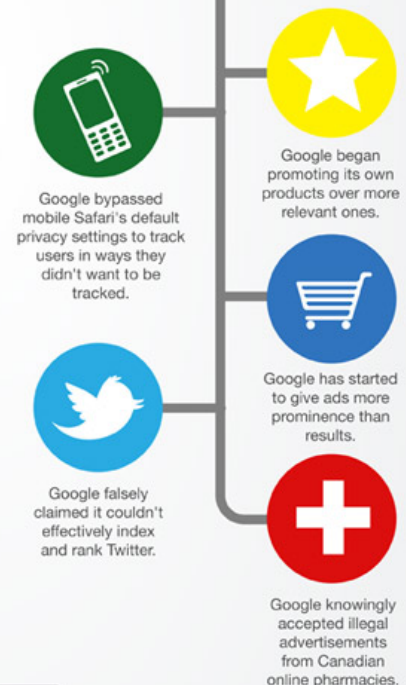 Google began
promoting its own
products over more
relevant ones.
Google bypassed
mobile Safari's default
privacy settings to track
users in ways they
didn't want to be
tracked.
Google has started
to give ads more
prominence than
results.
Google falsely
claimed it couldn't
effectively index
and rank Twitter.
Google knowingly
accepted illegal
advertisements
from Canadian
online pharmacies.